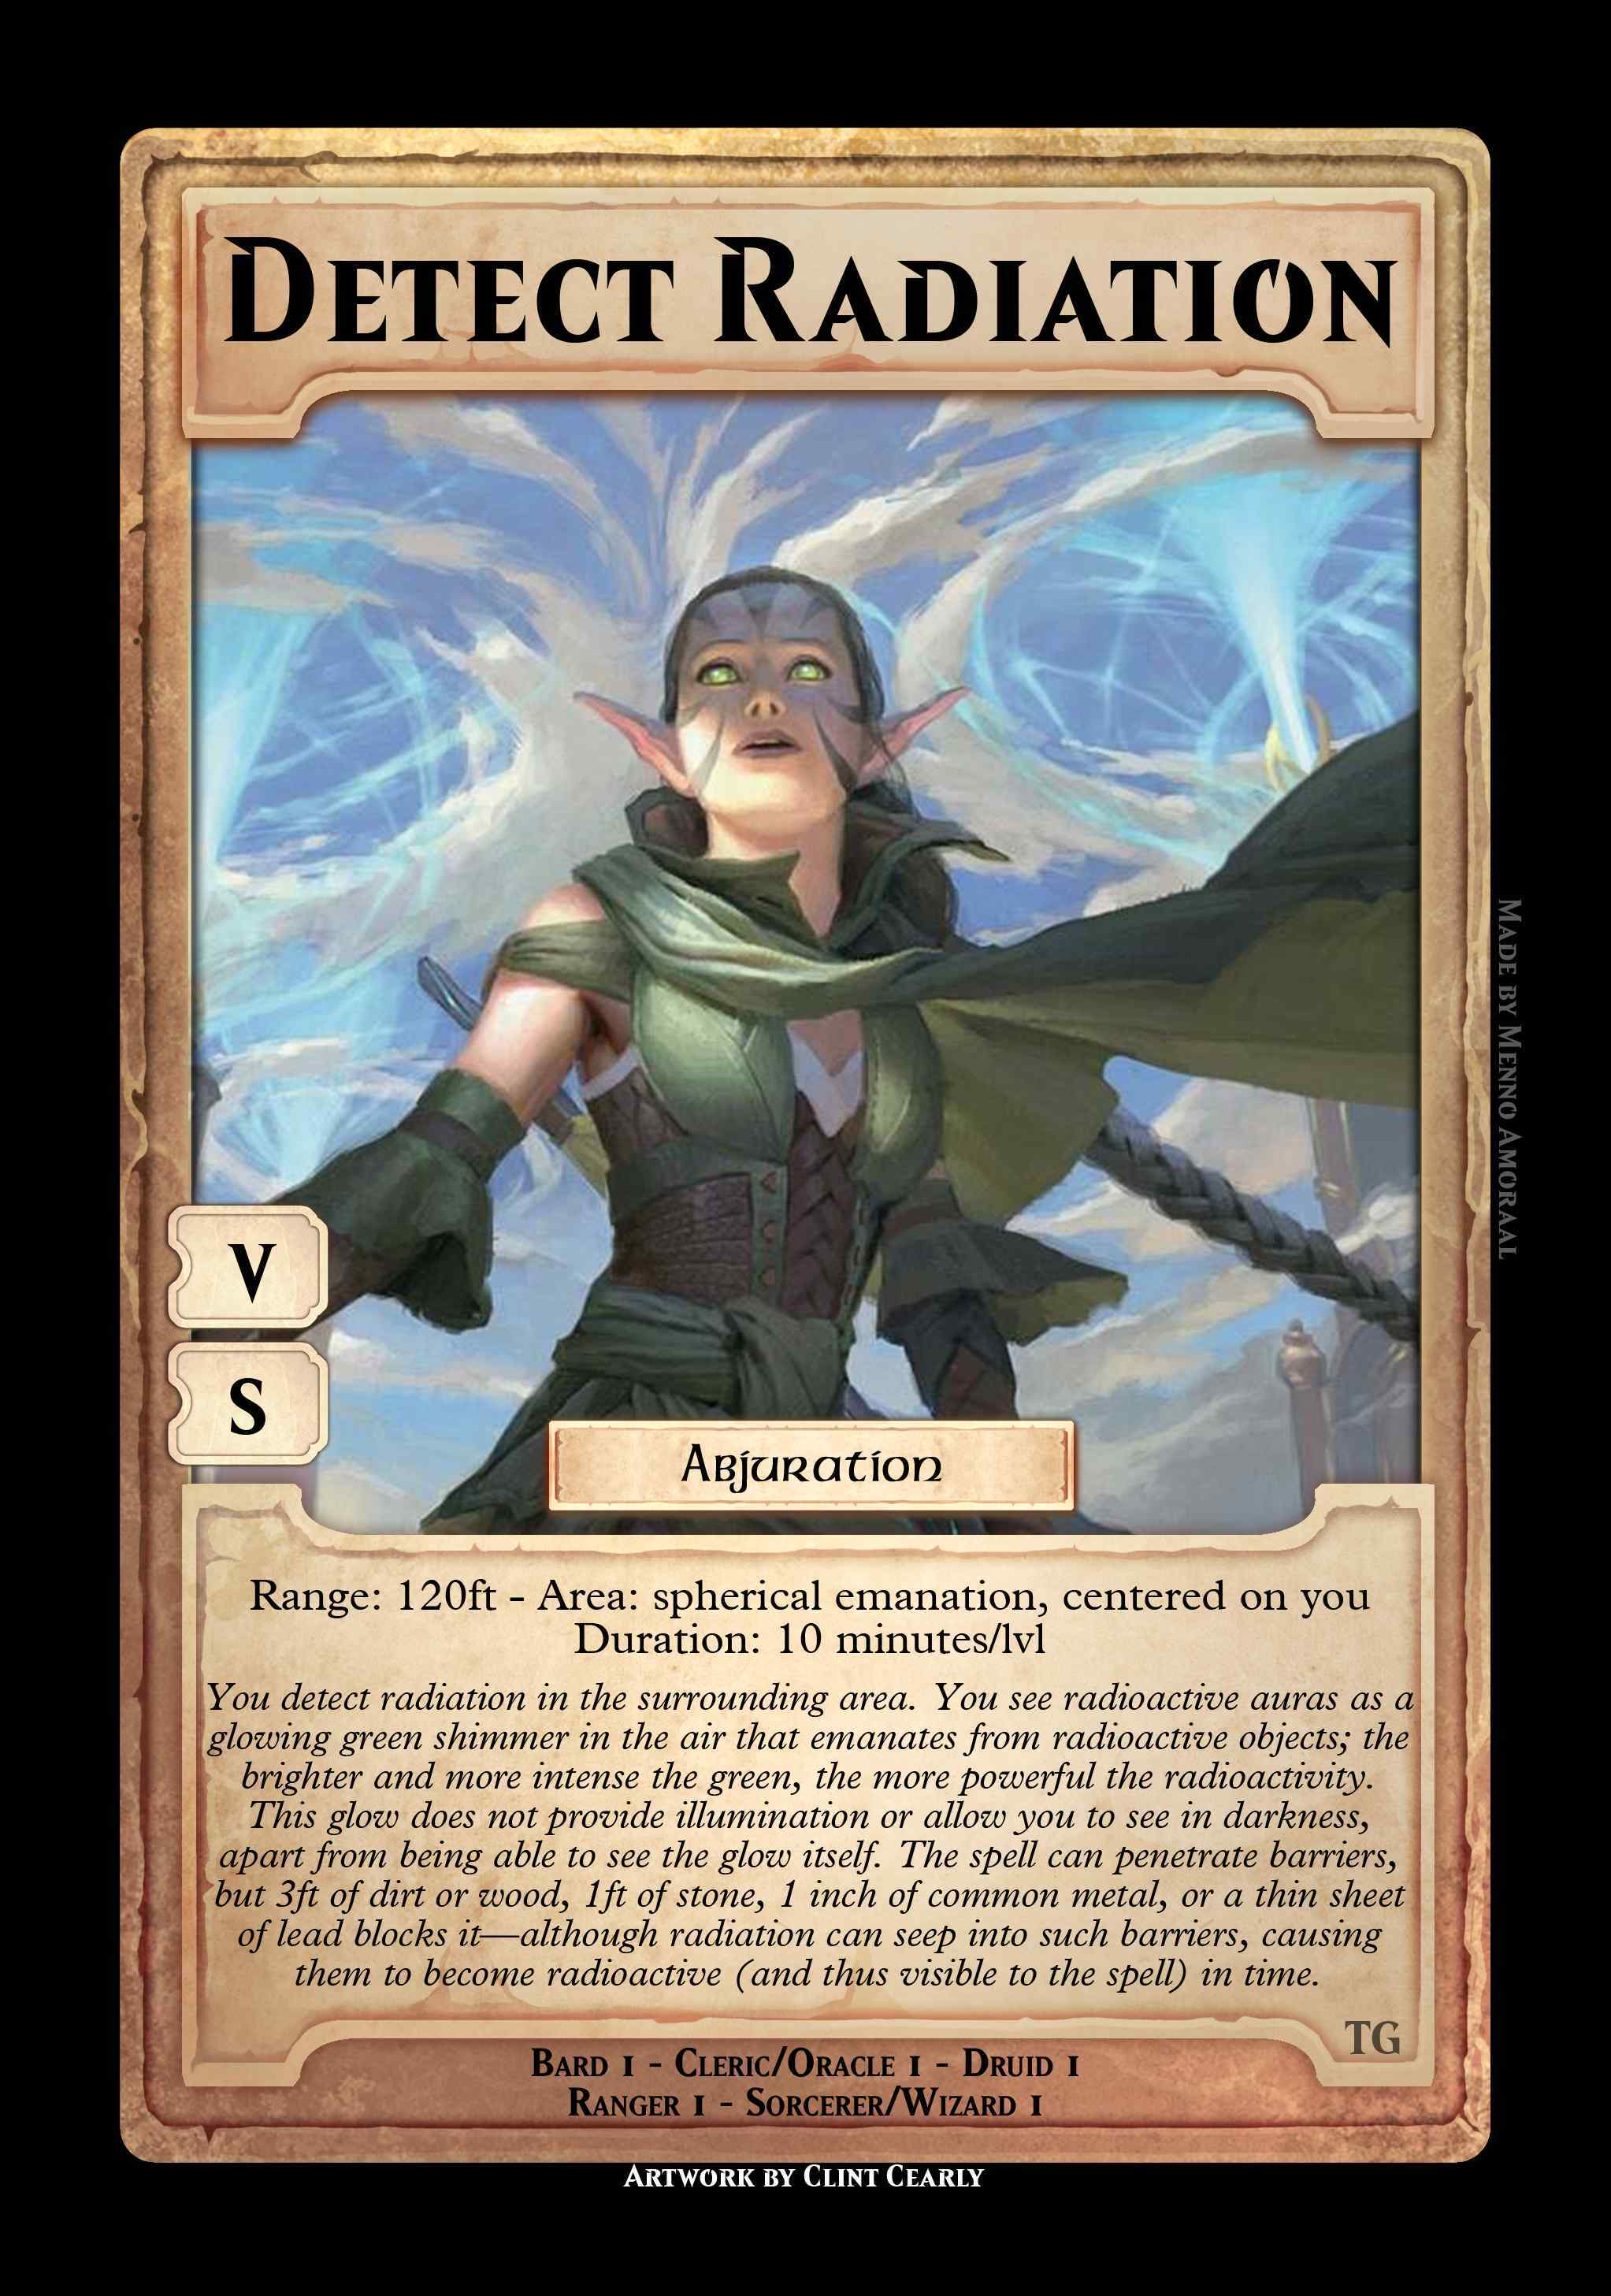 Detect Radiation
V
S
Abjuration
Range: 120ft - Area: spherical emanation, centered on you
Duration: 10 minutes/lvl
You detect radiation in the surrounding area. You see radioactive auras as a
glowing green shimmer in the air that emanates from radioactive objects; the
brighter and more intense the green, the more powerful the radioactivity.
This glow does not provide illumination or allow you to see in darkness,
apart from being able to see the glow itself. The spell can penetrate barriers,
but 3ft of dirt or wood, 1ft of stone, 1 inch of common metal, or a thin sheet
of lead blocks it—although radiation can seep into such barriers, causing
them to become radioactive (and thus visible to the spell) in time.
TG
Bard 1 - Cleric/Oracle 1 - Druid 1
Ranger 1 - Sorcerer/Wizard 1
Artwork by Clint Cearly
Made by Menno Amoraal